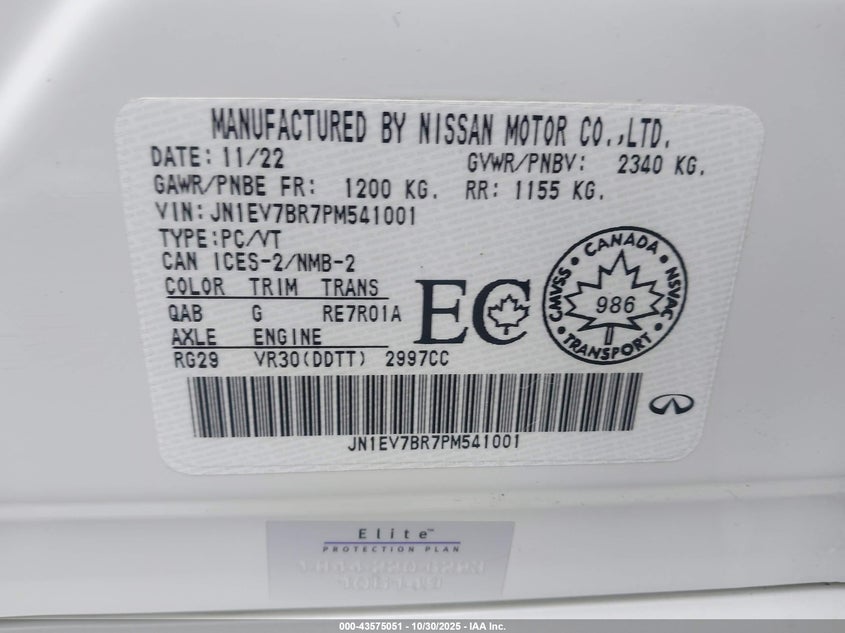 MANUFACTURED BY NISSAN MOTOR CO.,LTD.
DATE: 11/22 GVWR/PNBV: 2340 KG.
GAWR/PNBE FR: 1200 KG. RR: 1155 KG.
VIN: JN1EV7BR7PM541001
TYPE:PC/VT
CAN ICES-2/NMB-2
COLOR TRIM TRANS
QAB G RE7R01A
AXLE ENGINE
RG29 VR30(DDTT) 2997CC
EC
CANADA
CMVSS
NSVAC
986
TRANSPORT
JN1EV7BR7PM541001
Elite™
PROTECTION PLAN
000-43575051 - 10/30/2025 - IAA Inc.